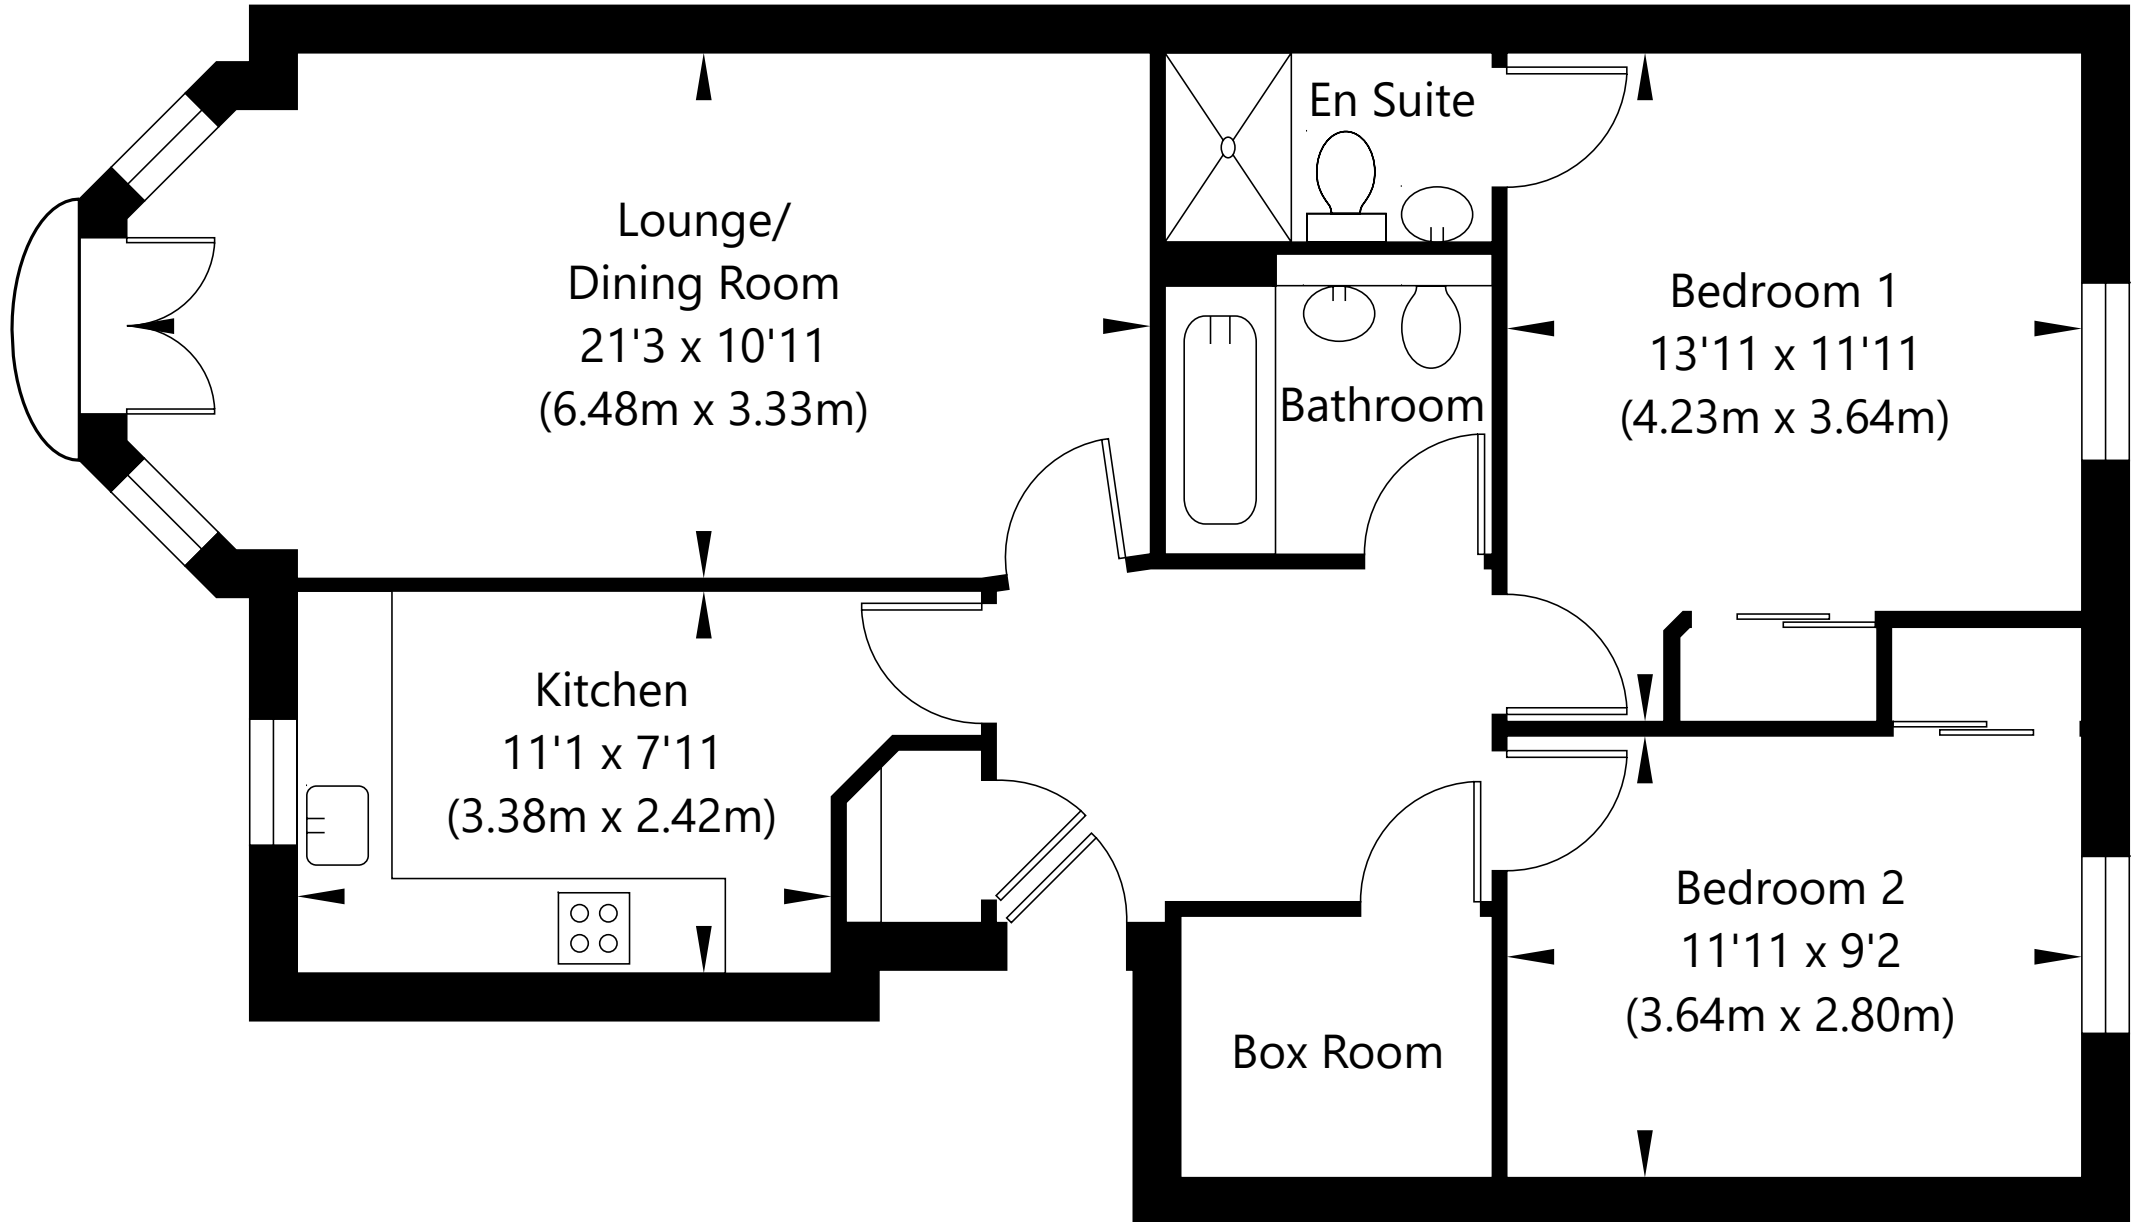 En Suite
Lounge/
Dining Room
21'3 x 10'11
(6.48m x 3.33m)
Bedroom 1
13'11 x 11'11
(4.23m x 3.64m)
Bathroom
Kitchen
11'1 x 7'11
(3.38m x 2.42m)
Bedroom 2
11'11 x 9'2
(3.64m x 2.80m)
Box Room